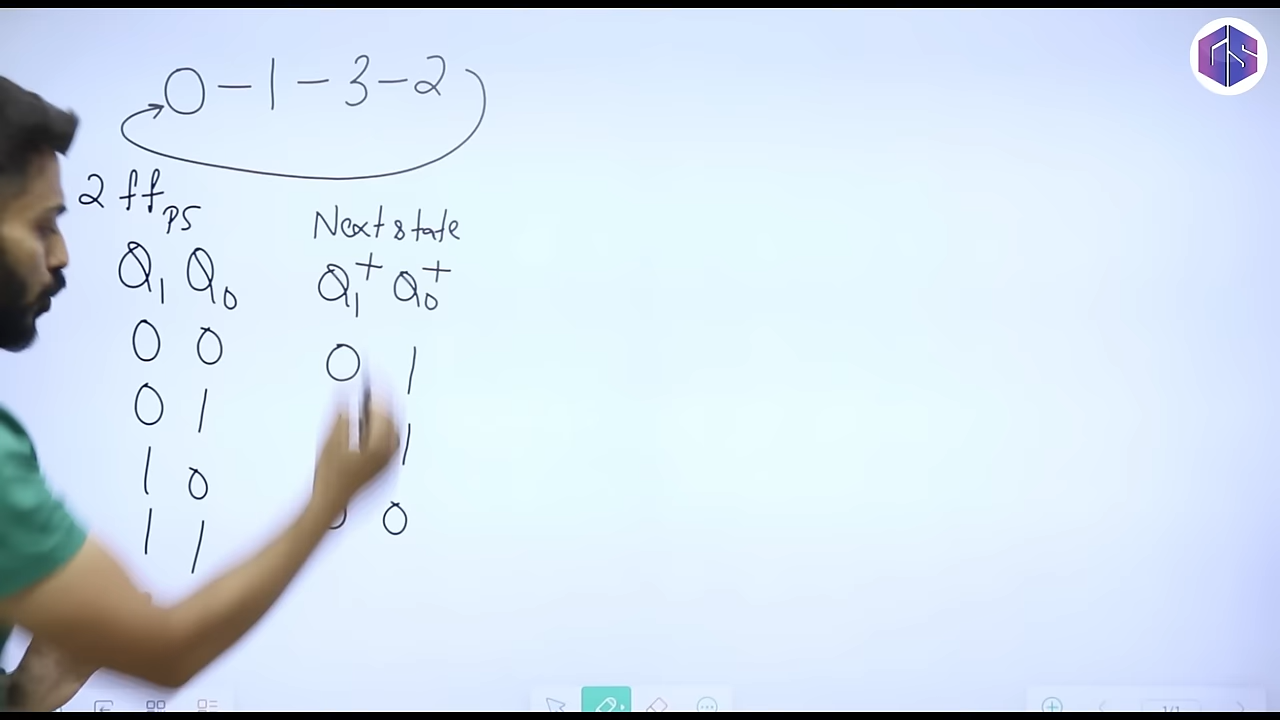 0 - 1 - 3 - 2
2 ff
PS Next state
Q1 Q0 Q1+ Q0+
0 0 0 1
0 1 1
1 0 0
1 1